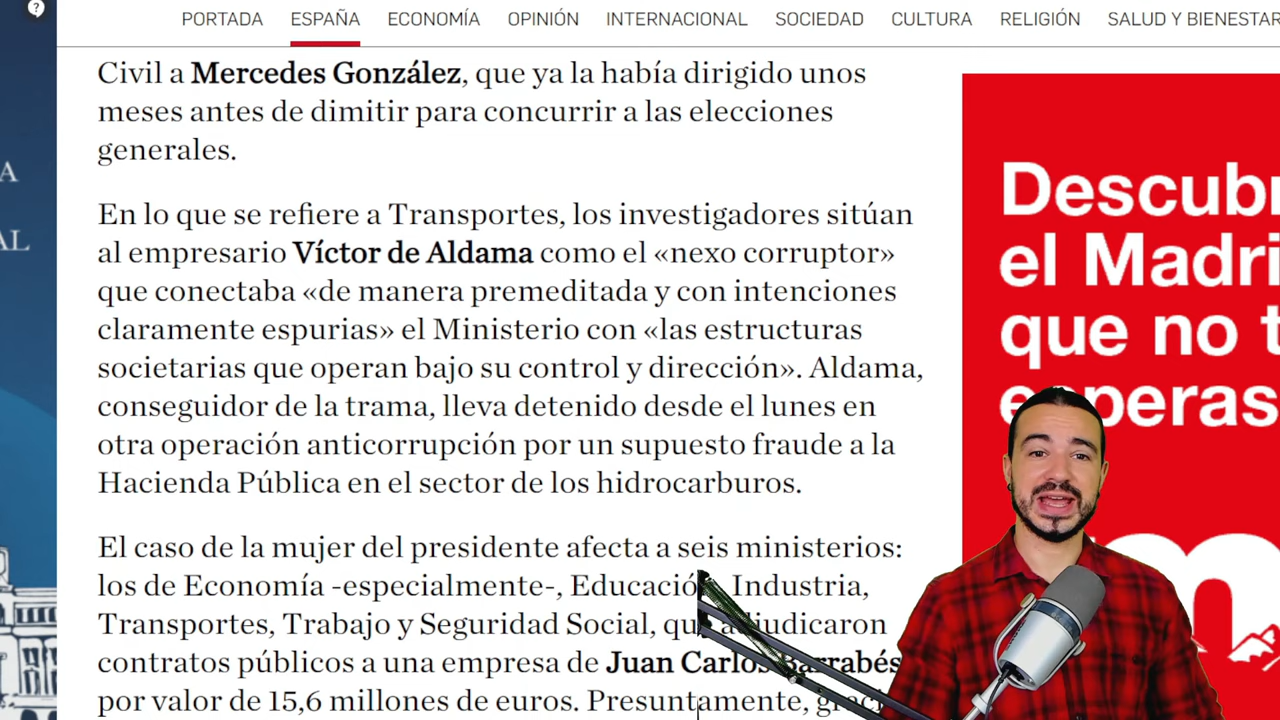 PORTADA ESPAÑA ECONOMÍA OPINIÓN INTERNACIONAL SOCIEDAD CULTURA RELIGIÓN SALUD Y BIENESTAR
Civil a Mercedes González, que ya la había dirigido unos
meses antes de dimitir para concurrir a las elecciones
generales.
En lo que se refiere a Transportes, los investigadores sitúan
al empresario Víctor de Aldama como el «nexo corruptor»
que conectaba «de manera premeditada y con intenciones
claramente espurias» el Ministerio con «las estructuras
societarias que operan bajo su control y dirección». Aldama,
conseguidor de la trama, lleva detenido desde el lunes en
otra operación anticorrupción por un supuesto fraude a la
Hacienda Pública en el sector de los hidrocarburos.
El caso de la mujer del presidente afecta a seis ministerios:
los de Economía -especialmente-, Educación, Industria,
Transportes, Trabajo y Seguridad Social, que adjudicaron
contratos públicos a una empresa de Juan Carlos Barrabés
por valor de 15,6 millones de euros. Presuntamente,
Descubr
el Madri
que no t
esperas
A
AL
?